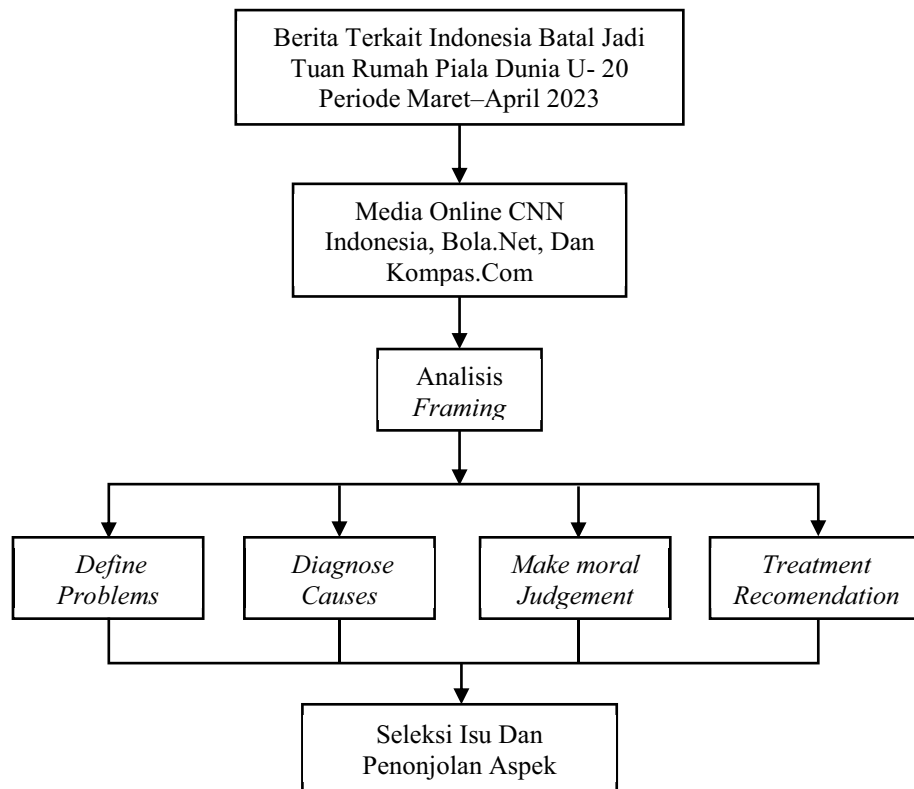 Berita Terkait Indonesia Batal Jadi
Tuan Rumah Piala Dunia U- 20
Periode Maret–April 2023
Media Online CNN
Indonesia, Bola.Net, Dan
Kompas.Com
Analisis
Framing
Define
Problems
Diagnose
Causes
Make moral
Judgement
Treatment
Recomendation
Seleksi Isu Dan
Penonjolan Aspek